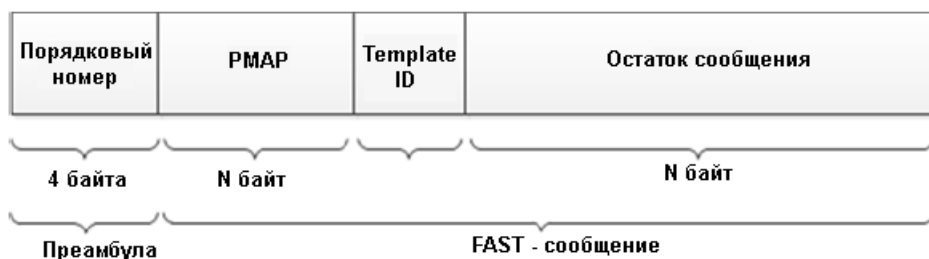 Порядковый
номер
PMAP
Template
ID
Остаток сообщения
4 байта
N байт
N байт
Преамбула
FAST - сообщение